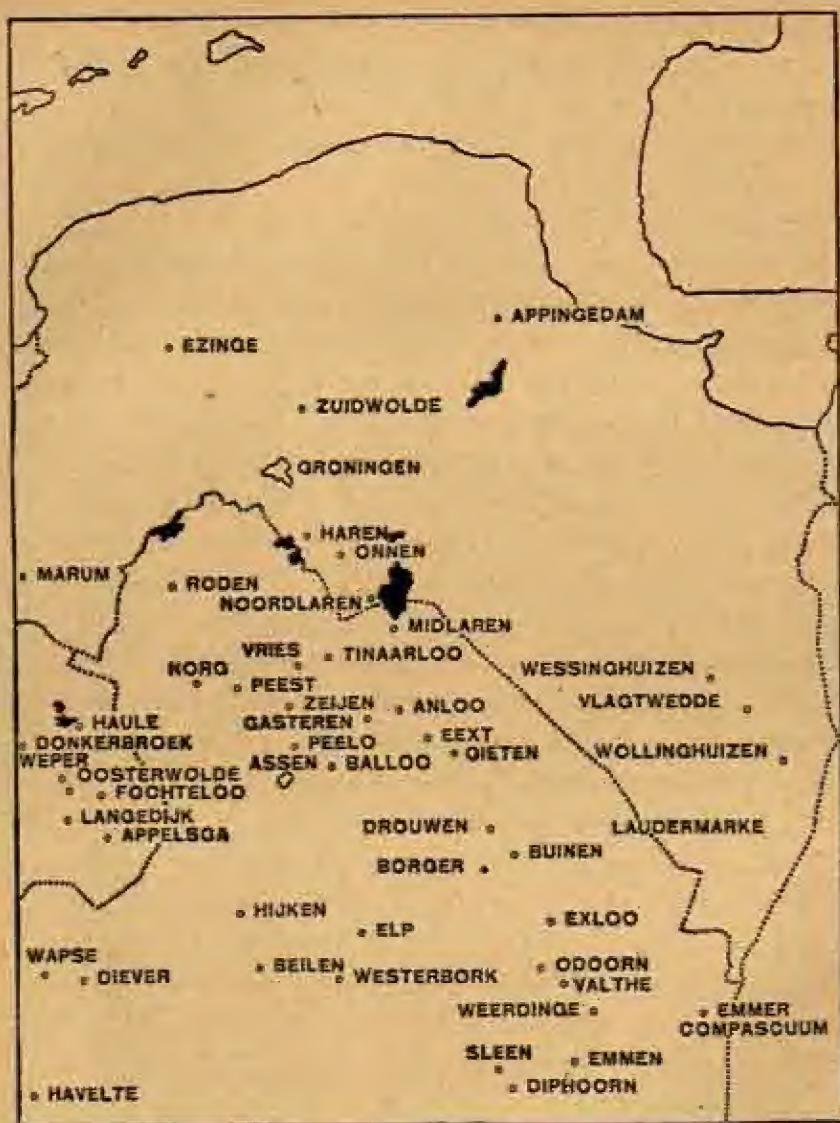 APPINGEDAM
EZINGE
ZUIDWOLDE
GRONINGEN
HAREN
ONNEN
MARUM
RODEN
NOORDLAREN
MIDLAREN
VRIES
TINAARLOO
NORG
PEEST
WESSINGHUIZEN
ZEIJEN
ANLOO
VLAGTWEDDE
GASTEREN
HAULE
DONKERBROEK
PEELO
EEXT
GIETEN
WOLLINGHUIZEN
WEPER
ASSEN
BALLOO
OOSTERWOLDE
FOCHTELOO
LANGEDIJK
APPELSGA
DROUWEN
LAUDERMARKE
BUINEN
BORGER
HIJKEN
ELP
EXLOO
WAPSE
DIEVER
BEILEN
WESTERBORK
ODOORN
VALTHE
WEERDINGE
EMMER
COMPASCUUM
SLEEN
EMMEN
DIPHOORN
HAVELTE